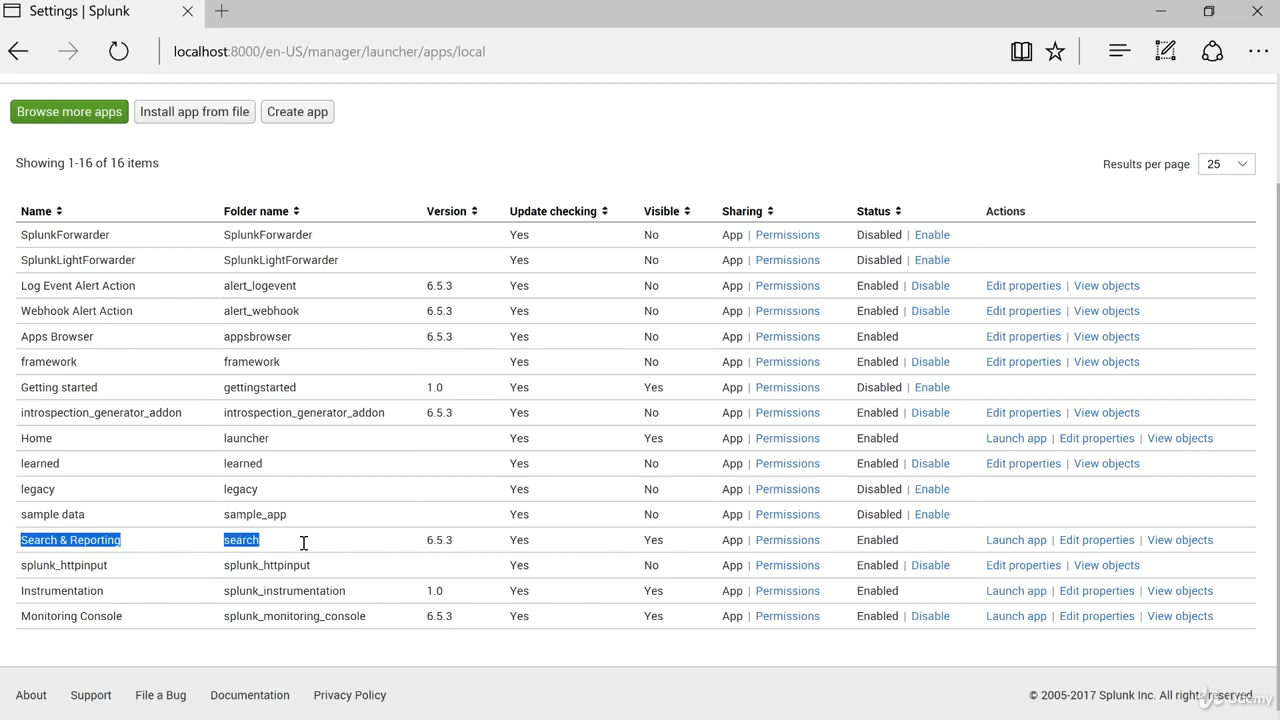 Settings | Splunk
localhost:8000/en-US/manager/launcher/apps/local
Browse more apps Install app from file Create app
Showing 1-16 of 16 items Results per page 25
Name Folder name Version Update checking Visible Sharing Status Actions
SplunkForwarder SplunkForwarder Yes No App | Permissions Disabled | Enable
SplunkLightForwarder SplunkLightForwarder Yes No App | Permissions Disabled | Enable
Log Event Alert Action alert_logevent 6.5.3 Yes No App | Permissions Enabled | Disable Edit properties | View objects
Webhook Alert Action alert_webhook 6.5.3 Yes No App | Permissions Enabled | Disable Edit properties | View objects
Apps Browser appsbrowser 6.5.3 Yes No App | Permissions Enabled Edit properties | View objects
framework framework Yes No App | Permissions Enabled | Disable Edit properties | View objects
Getting started gettingstarted 1.0 Yes Yes App | Permissions Disabled | Enable
introspection_generator_addon introspection_generator_addon 6.5.3 Yes No App | Permissions Enabled | Disable Edit properties | View objects
Home launcher Yes Yes App | Permissions Enabled Launch app | Edit properties | View objects
learned learned Yes No App | Permissions Enabled | Disable Edit properties | View objects
legacy legacy Yes No App | Permissions Disabled | Enable
sample data sample_app Yes No App | Permissions Disabled | Enable
Search & Reporting search 6.5.3 Yes Yes App | Permissions Enabled Launch app | Edit properties | View objects
splunk_httpinput splunk_httpinput Yes No App | Permissions Enabled | Disable Edit properties | View objects
Instrumentation splunk_instrumentation 1.0 Yes Yes App | Permissions Enabled Launch app | Edit properties | View objects
Monitoring Console splunk_monitoring_console 6.5.3 Yes Yes App | Permissions Enabled | Disable Launch app | Edit properties | View objects
About Support File a Bug Documentation Privacy Policy © 2005-2017 Splunk Inc. All rights reserved.
Udemy